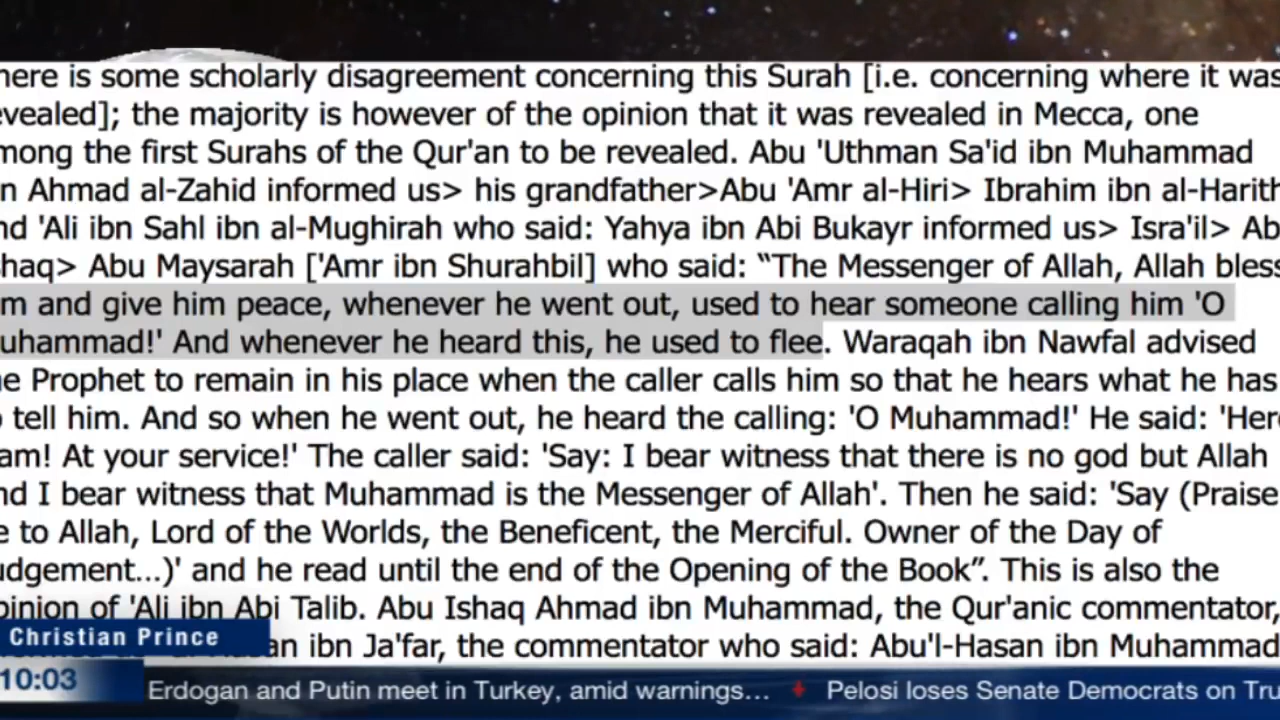 here is some scholarly disagreement concerning this Surah [i.e. concerning where it was
evealed]; the majority is however of the opinion that it was revealed in Mecca, one
mong the first Surahs of the Qur'an to be revealed. Abu 'Uthman Sa'id ibn Muhammad
n Ahmad al-Zahid informed us> his grandfather>Abu 'Amr al-Hiri> Ibrahim ibn al-Harith
nd 'Ali ibn Sahl ibn al-Mughirah who said: Yahya ibn Abi Bukayr informed us> Isra'il> Ab
shaq> Abu Maysarah ['Amr ibn Shurahbil] who said: “The Messenger of Allah, Allah bless
m and give him peace, whenever he went out, used to hear someone calling him 'O
uhammad!' And whenever he heard this, he used to flee. Waraqah ibn Nawfal advised
e Prophet to remain in his place when the caller calls him so that he hears what he has
o tell him. And so when he went out, he heard the calling: 'O Muhammad!' He said: 'Here
am! At your service!' The caller said: 'Say: I bear witness that there is no god but Allah
nd I bear witness that Muhammad is the Messenger of Allah'. Then he said: 'Say (Praise
e to Allah, Lord of the Worlds, the Beneficent, the Merciful. Owner of the Day of
udgement...)' and he read until the end of the Opening of the Book”. This is also the
pinion of 'Ali ibn Abi Talib. Abu Ishaq Ahmad ibn Muhammad, the Qur'anic commentator,
Christian Prince
an ibn Ja'far, the commentator who said: Abu'l-Hasan ibn Muhammad
10:03 Erdogan and Putin meet in Turkey, amid warnings... Pelosi loses Senate Democrats on Tru